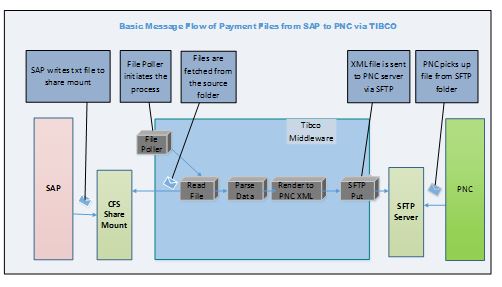 Basic Message Flow of Payment Files from SAP to PNC via TIBCO
SAP writes txt file to
share mount
File Poller
initiates the
process
Files are
fetched from
the source
folder
XML file is sent
to PNC server
via SFTP
PNC picks up
file from SFTP
folder
Tibco
Middleware
File
Poller
SAP
CFS
Share
Mount
Read
File
Parse
Data
Render to
PNC XML
SFTP
Put
SFTP
Server
PNC